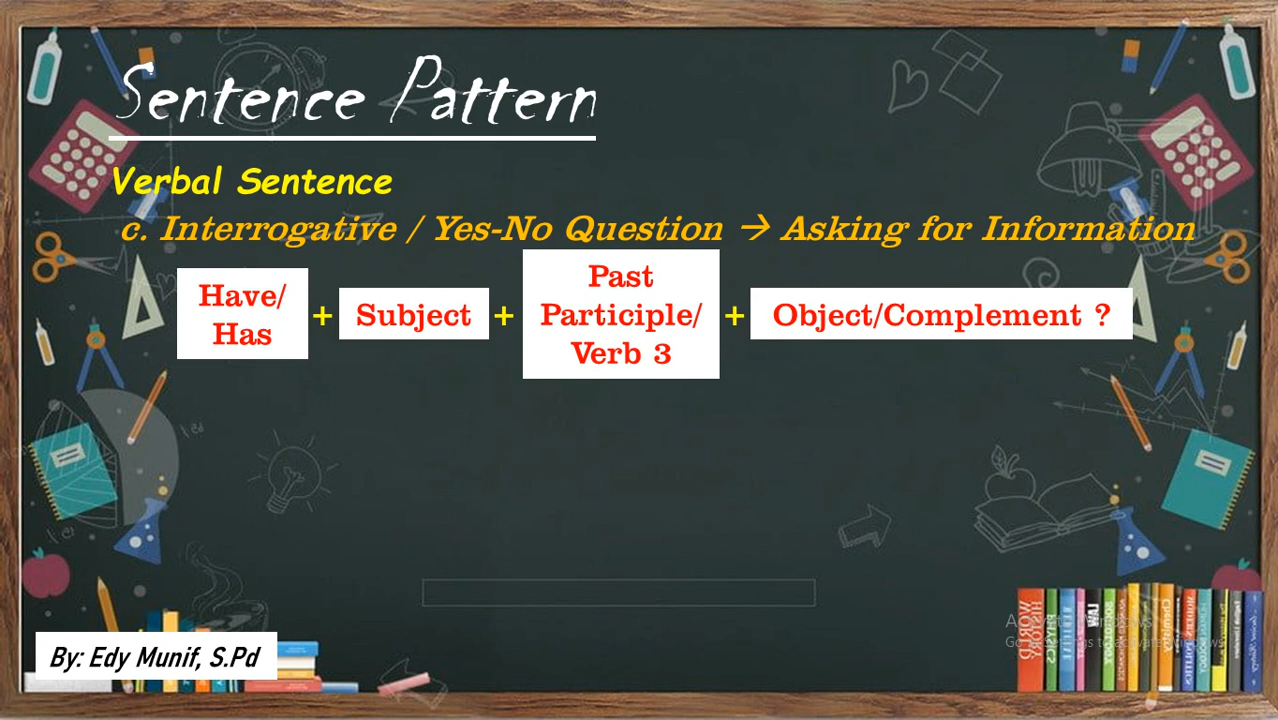 Sentence Pattern
Verbal Sentence
c. Interrogative / Yes-No Question → Asking for Information
Have/
Has
+
Subject
+
Past
Participle/
Verb 3
+
Object/Complement ?
By: Edy Munif, S.Pd